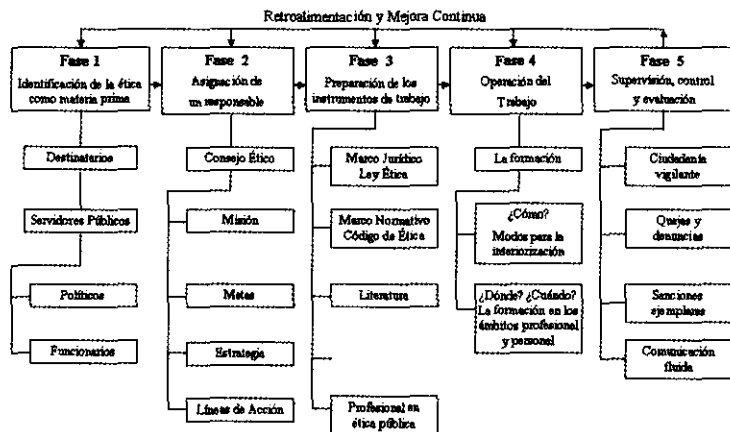 Retroalimentación y Mejora Continua
Fase 1
Identificación de la ética
como materia prima
Destinatarios
Servidores Públicos
Políticos
Funcionarios
Fase 2
Asignación de
un responsable
Consejo Ético
Misión
Metas
Estrategia
Líneas de Acción
Fase 3
Preparación de los
instrumentos de trabajo
Marco Jurídico
Ley Ética
Marco Normativo
Código de Ética
Literatura
Profesional en
ética pública
Fase 4
Operación del
Trabajo
La formación
¿Cómo?
Modos para la
interiorización
¿Dónde? ¿Cuándo?
La formación en los
ámbitos profesional y
y personal
Fase 5
Supervisión, control
y evaluación
Ciudadanía
vigilante
Quejas y
denuncias
Sanciones
ejemplares
Comunicación
fluida